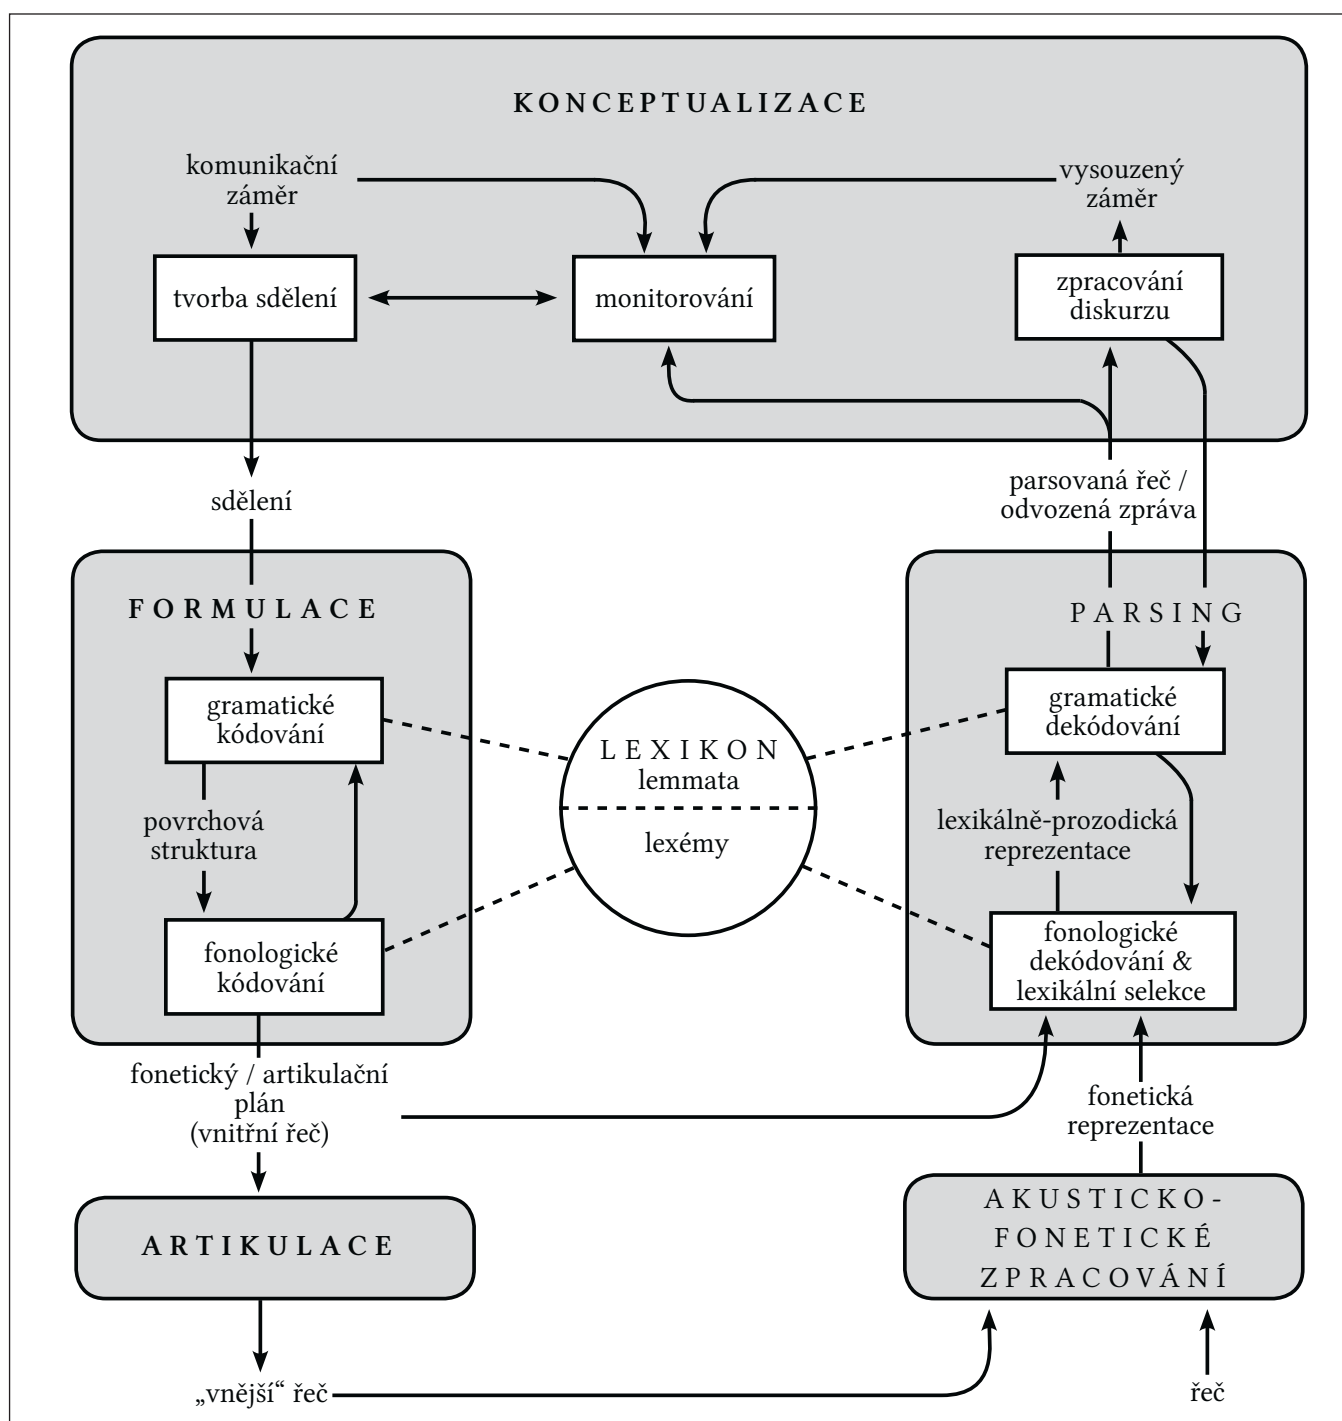 KONCEPTUALIZACE
komunikační
záměr
vysouzený
záměr
tvorba sdělení
monitorování
zpracování
diskurzu
sdělení
parsovaná řeč /
odvozená zpráva
FORMULACE
PARSING
gramatické
kódování
LEXIKON
lemmata
lexémy
gramatické
dekódování
povrchová
struktura
lexikálně-prozodická
reprezentace
fonologické
kódování
fonologické
dekódování &
lexikální selekce
fonetický / artikulační
plán
(vnitřní řeč)
fonetická
reprezentace
ARTIKULACE
AKUSTICKO-
FONETICKÉ
ZPRACOVÁNÍ
„vnější“ řeč
řeč